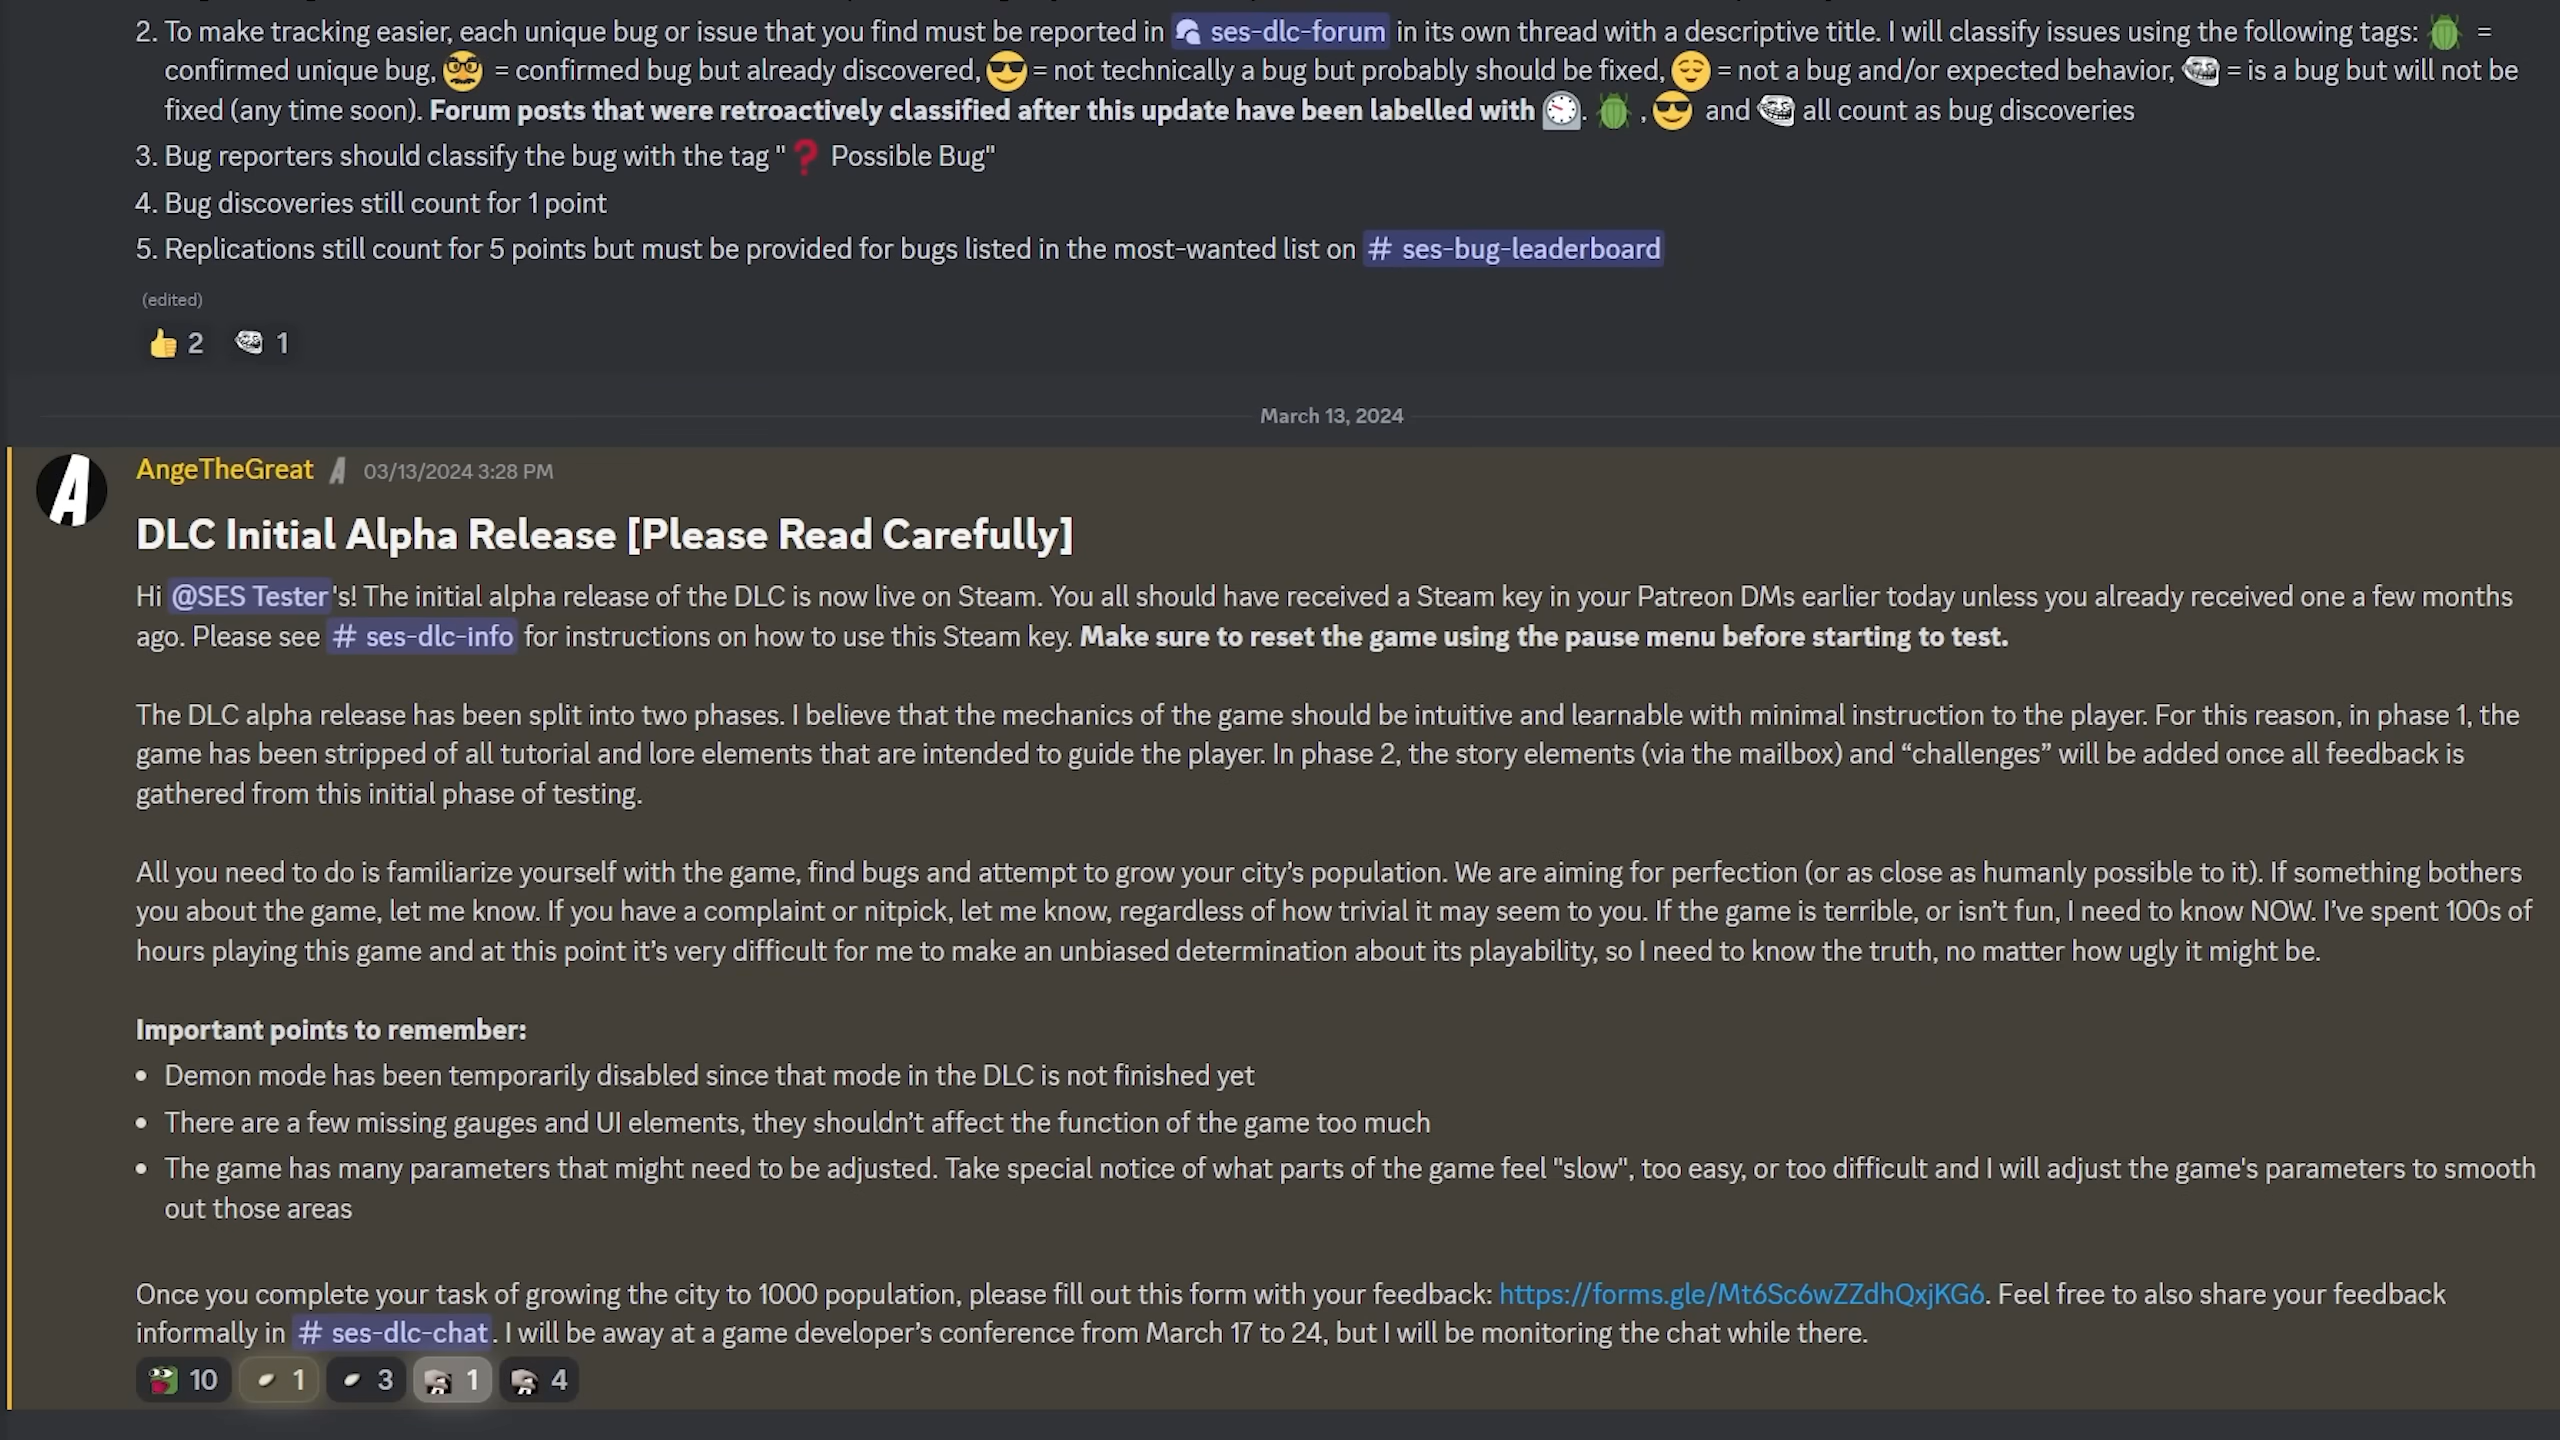 2. To make tracking easier, each unique bug or issue that you find must be reported in ses-dlc-forum in its own thread with a descriptive title. I will classify issues using the following tags: 🪲 =
confirmed unique bug, 🥸 = confirmed bug but already discovered, 😎 = not technically a bug but probably should be fixed, 😌 = not a bug and/or expected behavior, = is a bug but will not be
fixed (any time soon). Forum posts that were retroactively classified after this update have been labelled with 🕙. 🪲 , 😎 and all count as bug discoveries
3. Bug reporters should classify the bug with the tag "❓ Possible Bug"
4. Bug discoveries still count for 1 point
5. Replications still count for 5 points but must be provided for bugs listed in the most-wanted list on # ses-bug-leaderboard
(edited)
👍 2 1
March 13, 2024
AngeTheGreat 03/13/2024 3:28 PM
DLC Initial Alpha Release [Please Read Carefully]
Hi @SES Tester's! The initial alpha release of the DLC is now live on Steam. You all should have received a Steam key in your Patreon DMs earlier today unless you already received one a few months
ago. Please see # ses-dlc-info for instructions on how to use this Steam key. Make sure to reset the game using the pause menu before starting to test.
The DLC alpha release has been split into two phases. I believe that the mechanics of the game should be intuitive and learnable with minimal instruction to the player. For this reason, in phase 1, the
game has been stripped of all tutorial and lore elements that are intended to guide the player. In phase 2, the story elements (via the mailbox) and “challenges” will be added once all feedback is
gathered from this initial phase of testing.
All you need to do is familiarize yourself with the game, find bugs and attempt to grow your city’s population. We are aiming for perfection (or as close as humanly possible to it). If something bothers
you about the game, let me know. If you have a complaint or nitpick, let me know, regardless of how trivial it may seem to you. If the game is terrible, or isn’t fun, I need to know NOW. I’ve spent 100s of
hours playing this game and at this point it’s very difficult for me to make an unbiased determination about its playability, so I need to know the truth, no matter how ugly it might be.
Important points to remember:
• Demon mode has been temporarily disabled since that mode in the DLC is not finished yet
• There are a few missing gauges and UI elements, they shouldn’t affect the function of the game too much
• The game has many parameters that might need to be adjusted. Take special notice of what parts of the game feel "slow", too easy, or too difficult and I will adjust the game's parameters to smooth
out those areas
Once you complete your task of growing the city to 1000 population, please fill out this form with your feedback: https://forms.gle/Mt6Sc6wZZdhQxjKG6. Feel free to also share your feedback
informally in # ses-dlc-chat. I will be away at a game developer’s conference from March 17 to 24, but I will be monitoring the chat while there.
10 1 3 1 4